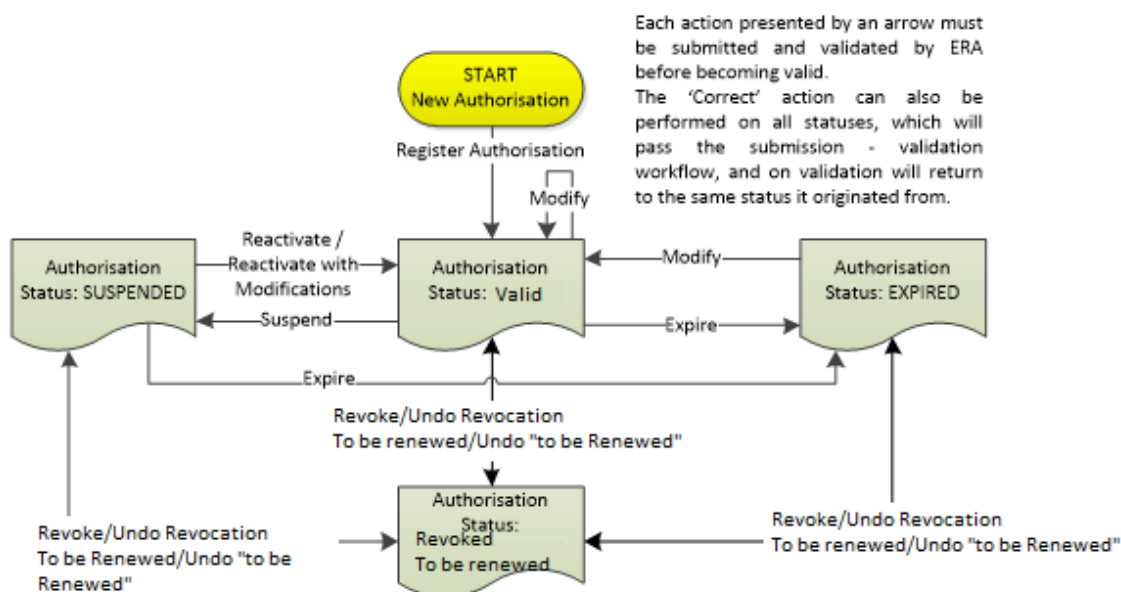 Each action presented by an arrow must
be submitted and validated by ERA
before becoming valid.
The ‘Correct’ action can also be
performed on all statuses, which will
pass the submission - validation
workflow, and on validation will return
to the same status it originated from.
START
New Authorisation
Register Authorisation
Modify
Authorisation
Status: SUSPENDED
Reactivate /
Reactivate with
Modifications
Suspend
Authorisation
Status: Valid
Modify
Expire
Authorisation
Status: EXPIRED
Expire
Revoke/Undo Revocation
To be renewed/Undo "to be Renewed"
Authorisation
Status:
Revoked
To be renewed
Revoke/Undo Revocation
To be Renewed/Undo "to be
Renewed"
Revoke/Undo Revocation
To be renewed/Undo "to be Renewed"